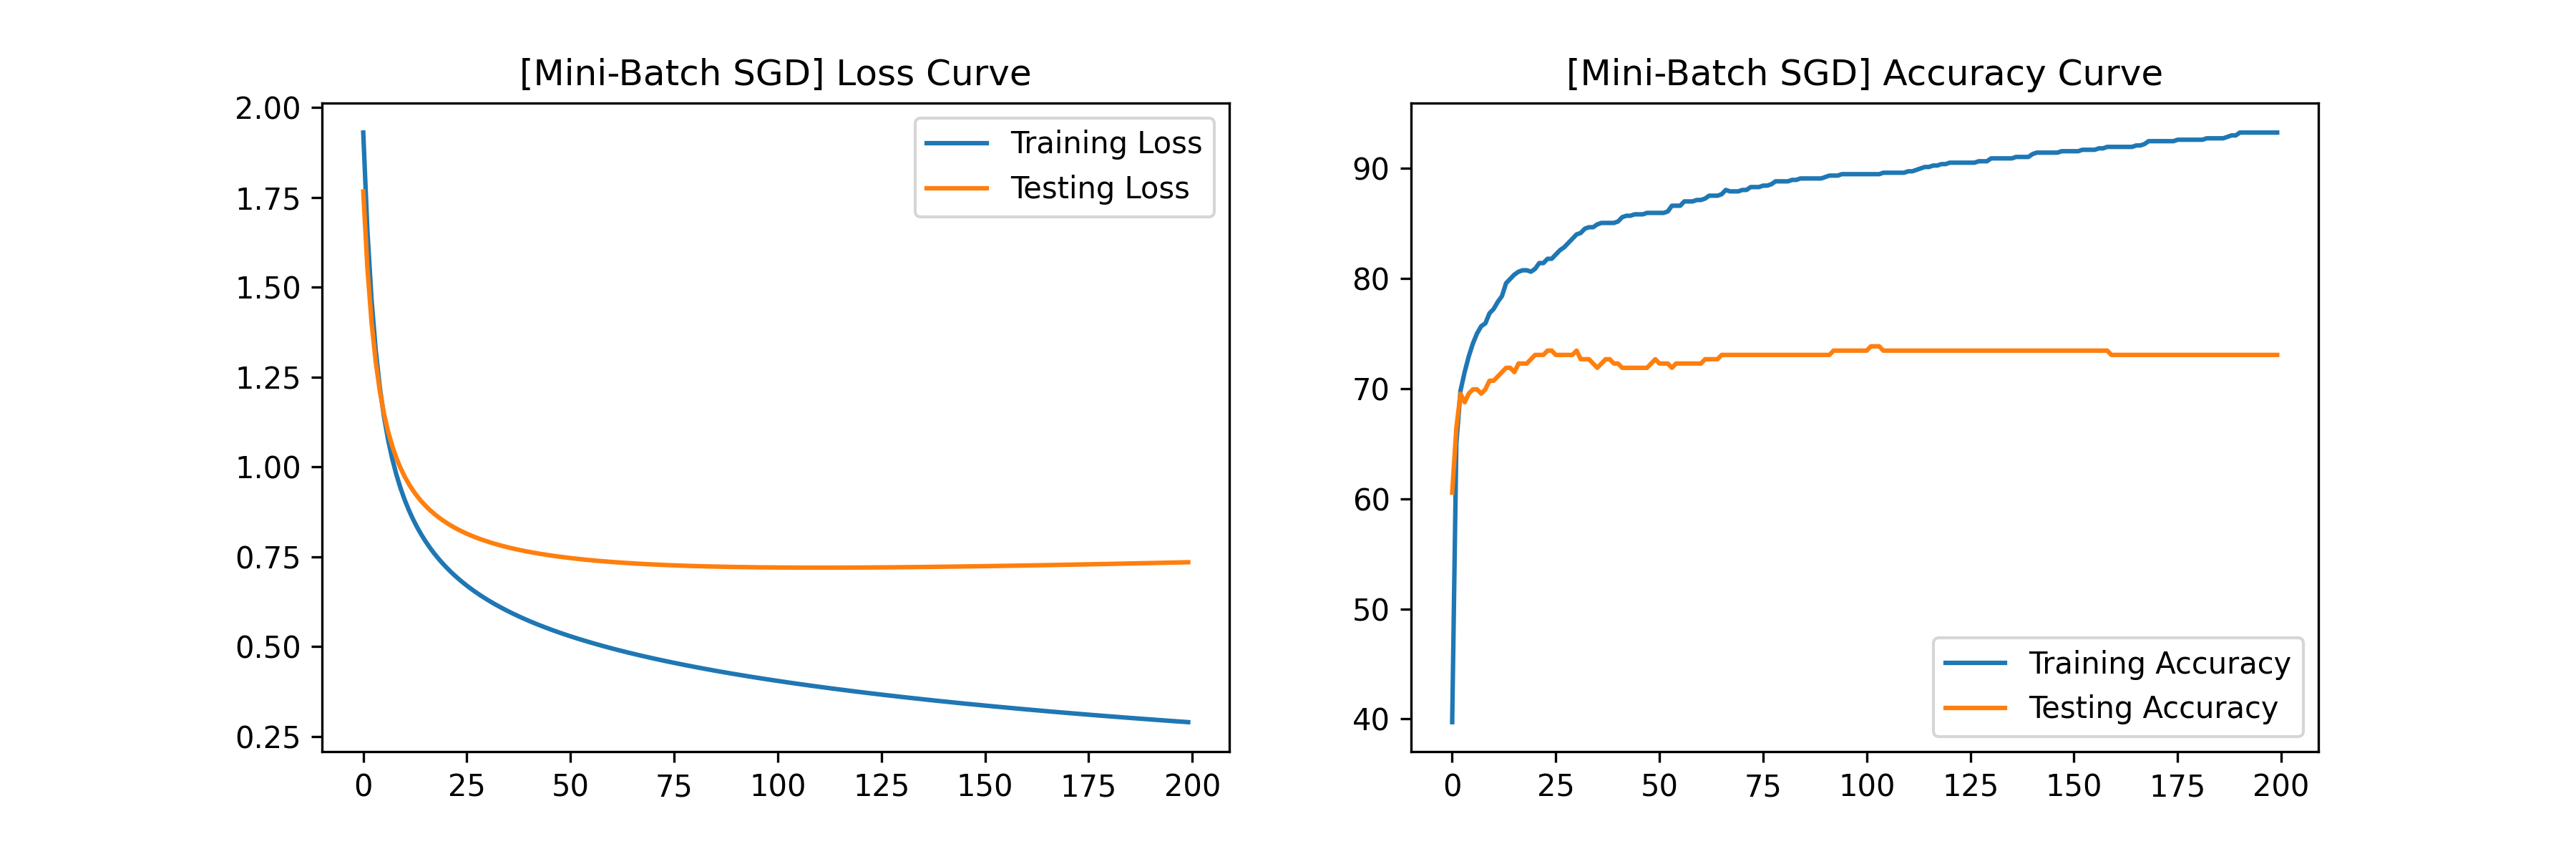 [Mini-Batch SGD] Loss Curve
2.00
1.75
1.50
1.25
1.00
0.75
0.50
0.25
0 25 50 75 100 125 150 175 200
Training Loss
Testing Loss
[Mini-Batch SGD] Accuracy Curve
90
80
70
60
50
40
0 25 50 75 100 125 150 175 200
Training Accuracy
Testing Accuracy